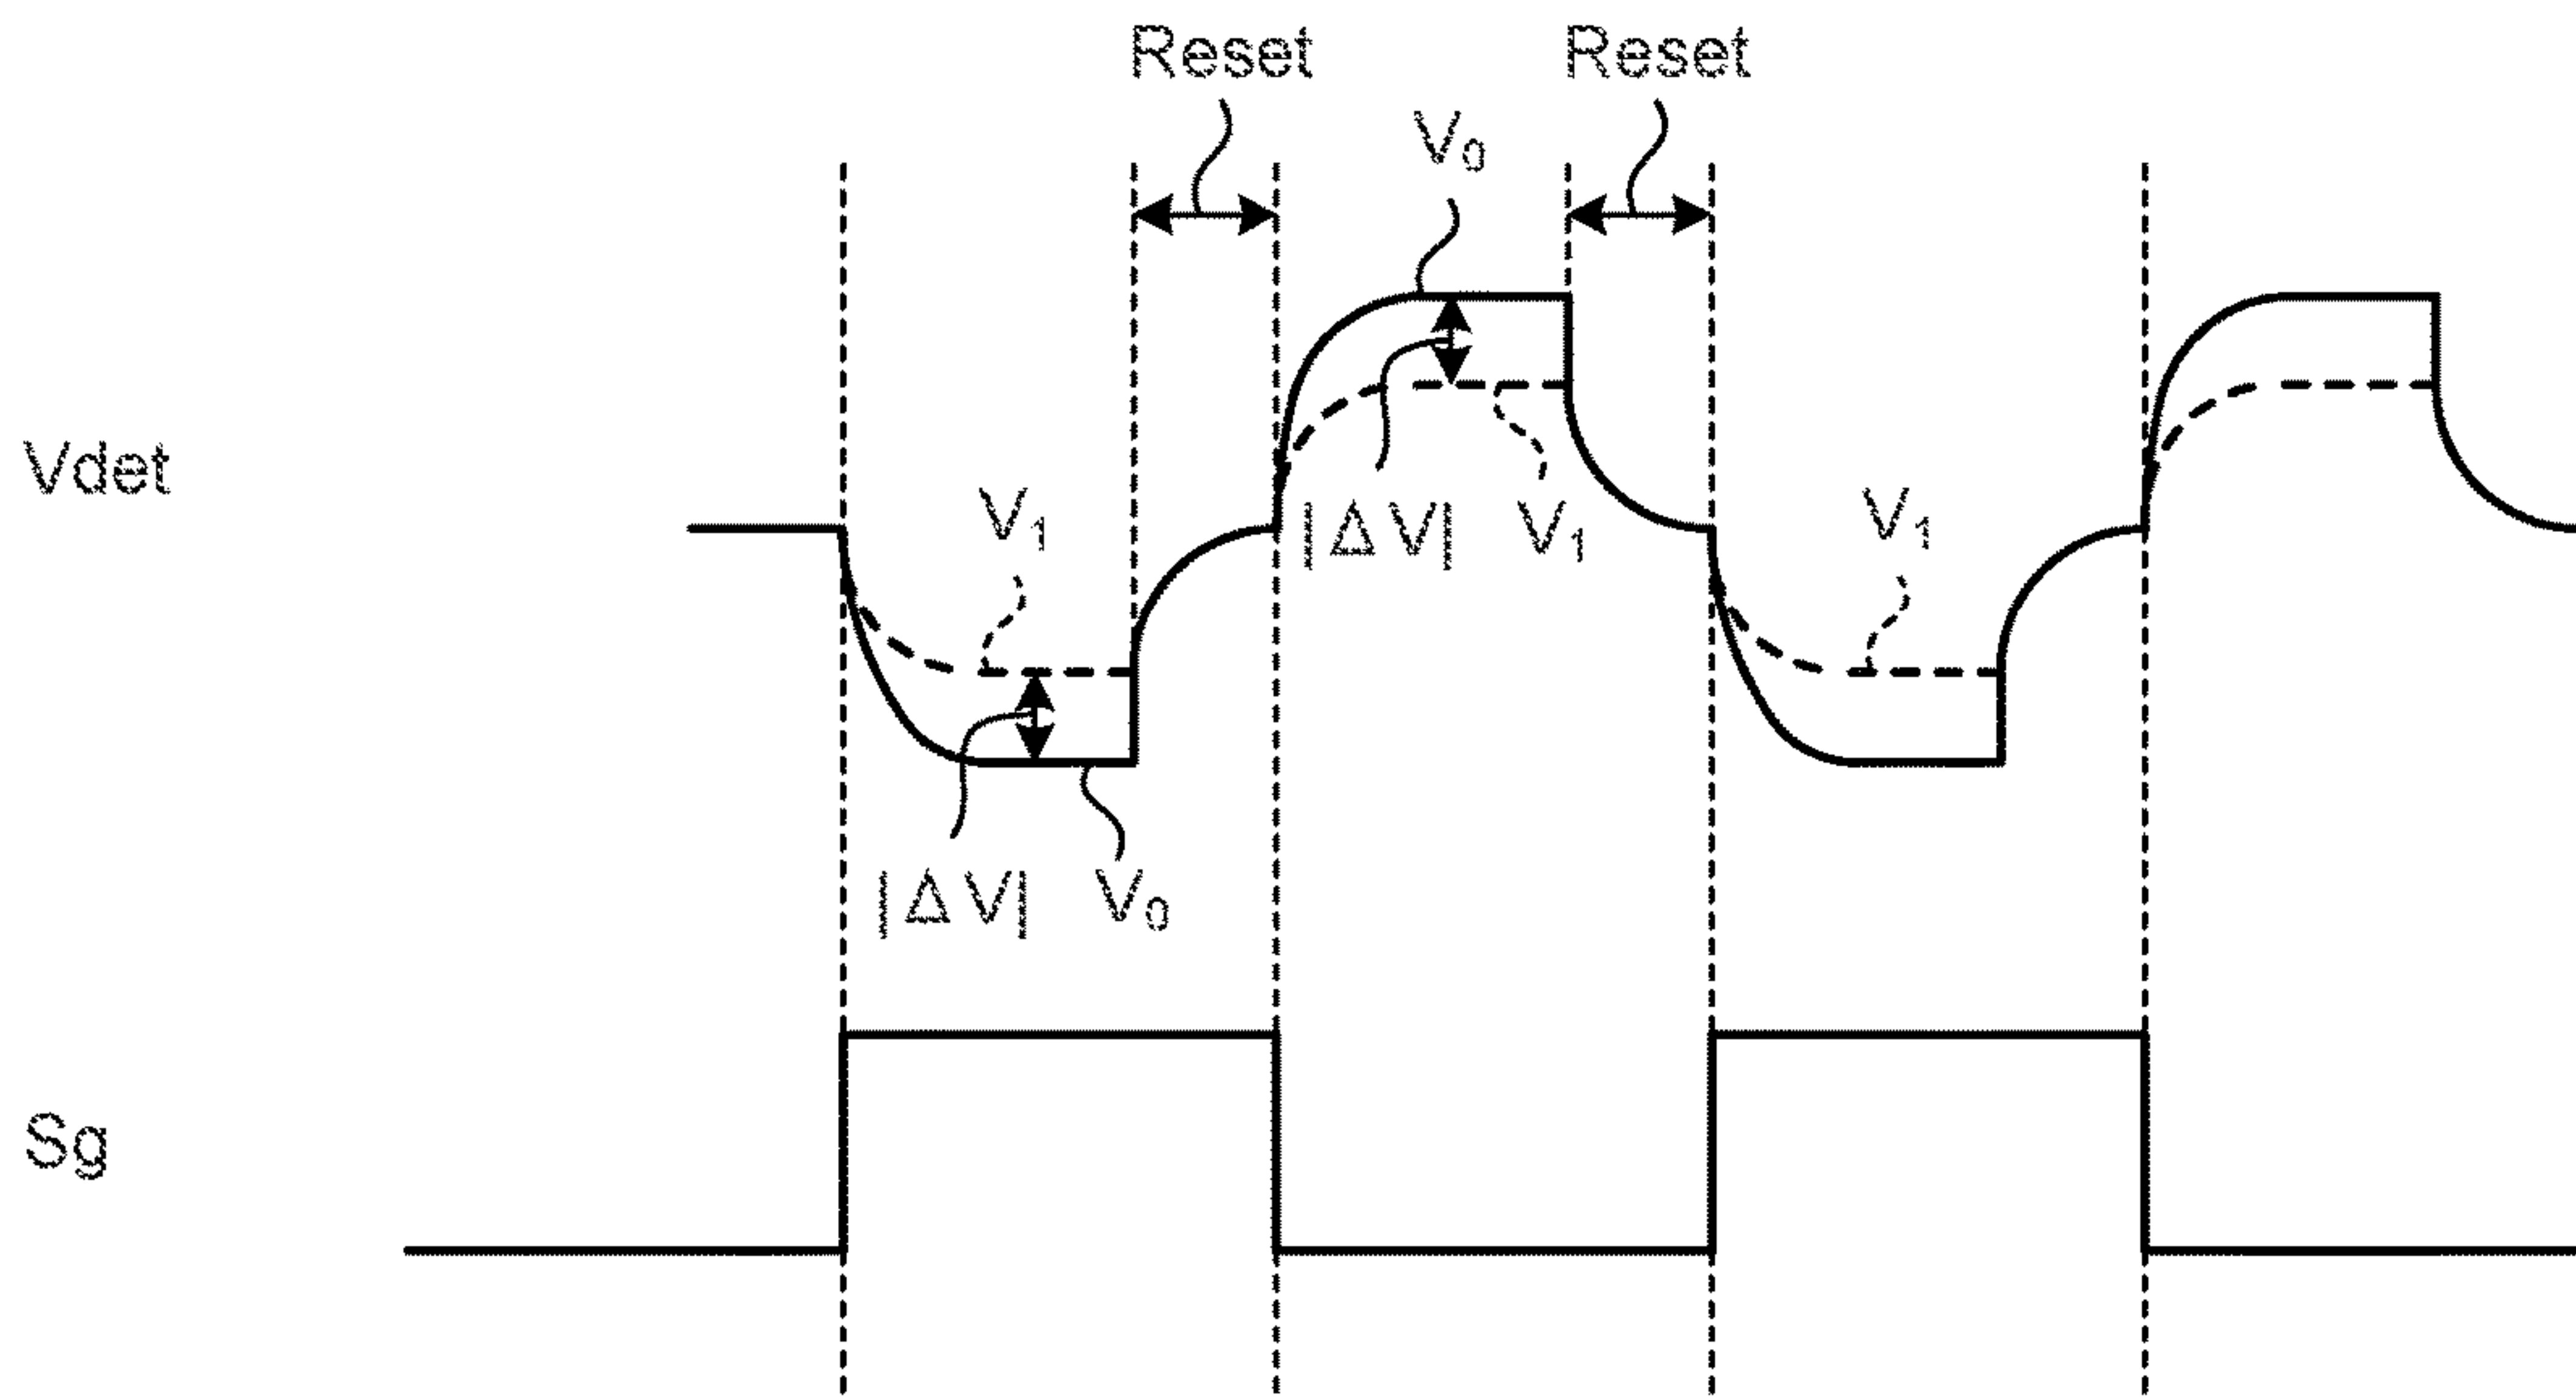 Reset Reset
V₀
Vdet
V₁ |ΔV| V₁ V₁
|ΔV| V₀
Sg